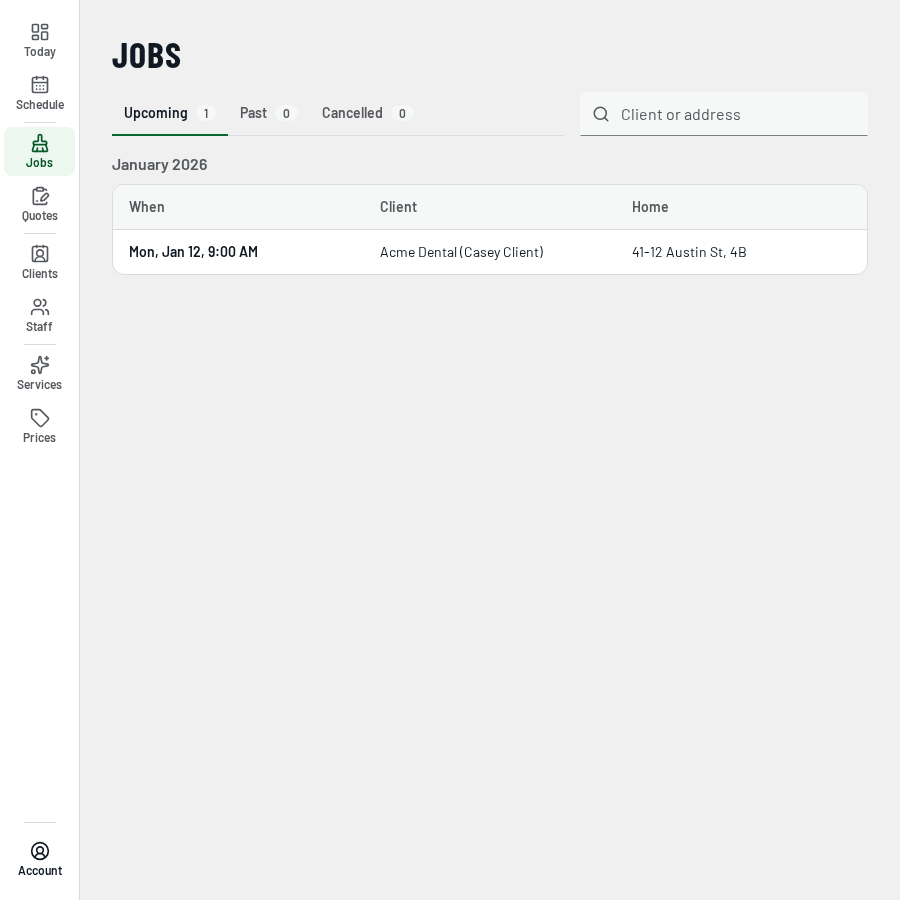 Today
Schedule
Jobs
Quotes
Clients
Staff
Services
Prices
Account
JOBS
Upcoming 1 Past 0 Cancelled 0
Client or address
January 2026
When Client Home
Mon, Jan 12, 9:00 AM Acme Dental (Casey Client) 41-12 Austin St, 4B